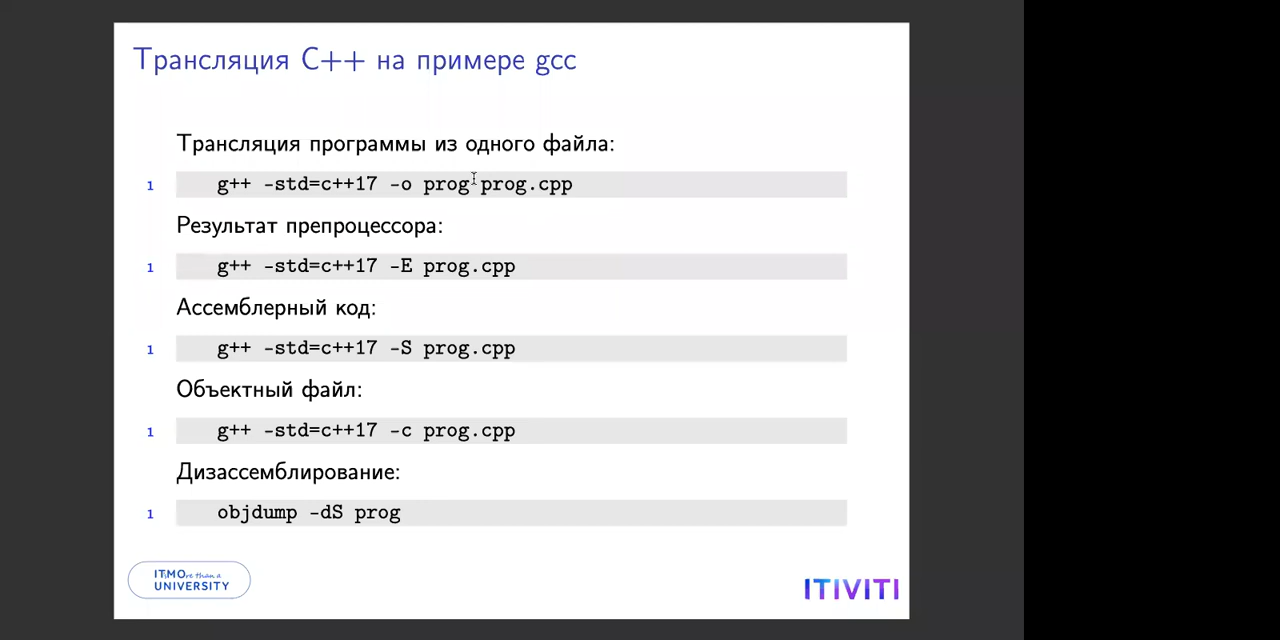 Трансляция C++ на примере gcc
Трансляция программы из одного файла:
1 g++ -std=c++17 -o prog prog.cpp
Результат препроцессора:
1 g++ -std=c++17 -E prog.cpp
Ассемблерный код:
1 g++ -std=c++17 -S prog.cpp
Объектный файл:
1 g++ -std=c++17 -c prog.cpp
Дизассемблирование:
1 objdump -dS prog
ITMOre than a
UNIVERSITY
ITIVITI